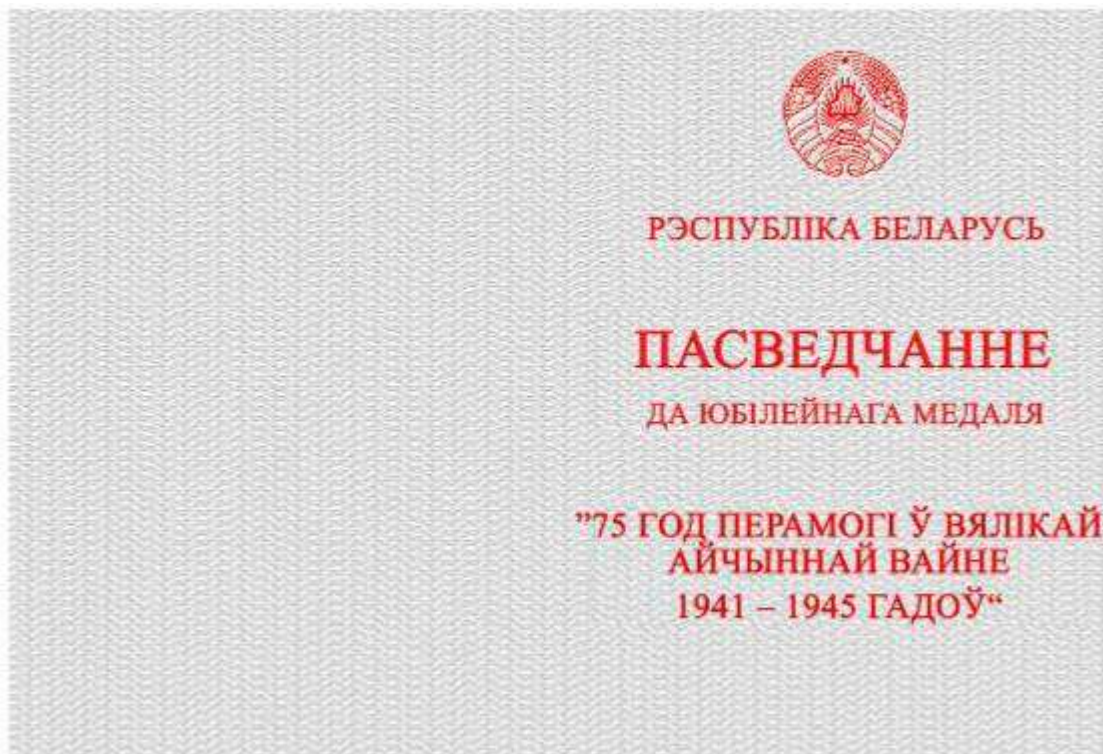 РЭСПУБЛІКА БЕЛАРУСЬ
ПАСВЕДЧАННЕ
ДА ЮБІЛЕЙНАГА МЕДАЛЯ
”75 ГОД ПЕРАМОГІ Ў ВЯЛІКАЙ
АЙЧЫННАЙ ВАЙНЕ
1941 – 1945 ГАДОЎ“